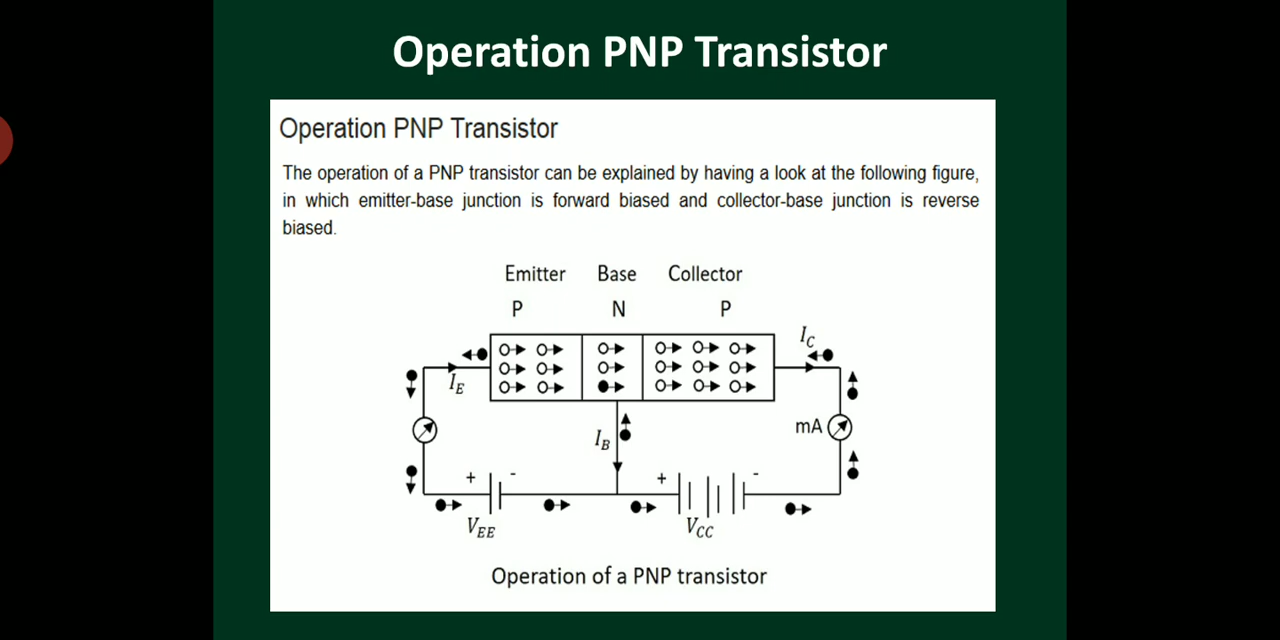 Operation PNP Transistor
Operation PNP Transistor
The operation of a PNP transistor can be explained by having a look at the following figure,
in which emitter-base junction is forward biased and collector-base junction is reverse
biased.
Emitter Base Collector
P N P
I_C
I_E
mA
I_B
+ - + -
V_EE V_CC
Operation of a PNP transistor